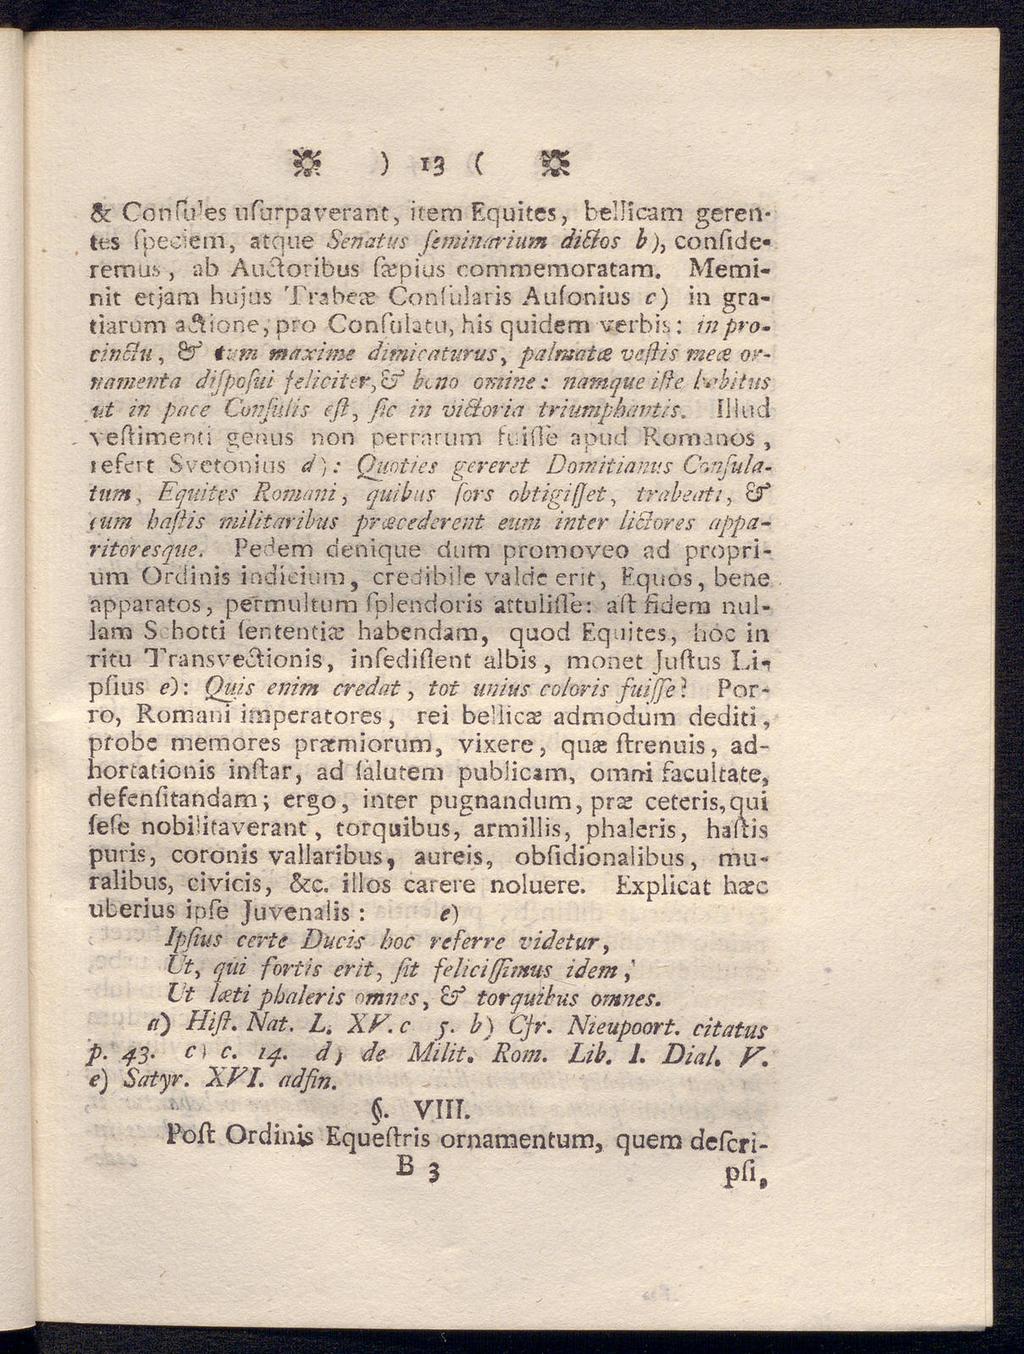 ) 13 (
& Conſules uſurpaverant, item Equites, bellicam geren-
tes ſpeciem, atque Senatus ſeminarium dictos b), conſide-
remus, ab Auctoribus ſæpius commemoratam. Memi-
nit etjam hujus Trabeæ Conſularis Auſonius c) in gra-
tiarum actione, pro Conſulatu, his quidem verbis: in pro-
cinctu, & tum maxime dimicaturus, palmatæ veſtis meæ or-
namenta diſpoſui feliciter, & bono omine: namque iſte habitus
ut in pace Conſulis eſt, ſic in victoria triumphantis. Illud
veſtimenti genus non perrarum fuiſſe apud Romanos,
refert Svetonius d): Quoties gereret Domitianus Conſula-
tum, Equites Romani, quibus ſors obtigiſſet, trabeati, &
cum haſtis militaribus præcederent eum inter lictores appa-
ritoresque. Pedem denique dum promoveo ad propri-
um Ordinis indicium, credibile valde erit, Equos, bene
apparatos, permultum ſplendoris attuliſſe: aſt fidem nul-
lam Schotti ſententiæ habendam, quod Equites, hoc in
ritu Transvectionis, inſediſſent albis, monet Juſtus Li-
pſius e): Quis enim credat, tot unius coloris fuiſſe? Por-
ro, Romani imperatores, rei bellicæ admodum dediti,
probe memores præmiorum, vixere, quæ ſtrenuis, ad-
hortationis inſtar, ad ſalutem publicam, omni facultate,
defenſitandam; ergo, inter pugnandum, præ ceteris, qui
ſeſe nobilitaverant, torquibus, armillis, phaleris, haſtis
puris, coronis vallaribus, aureis, obſidionalibus, mu-
ralibus, civicis, &c. illos carere noluere. Explicat hæc
uberius ipſe Juvenalis: e)
Ipſius certe Ducis hoc referre videtur,
Ut, qui fortis erit, ſit feliciſſimus idem;
Ut læti phaleris omnes, & torquibus omnes.
a) Hiſt. Nat. L. XV. c 5. b) Cfr. Nieupoort. citatus
p. 43. c) c. 14. d) de Milit. Rom. Lib. I. Dial. V.
e) Satyr. XVI. adfin.
§. VIII.
Poſt Ordinis Equeſtris ornamentum, quem deſcri-
B 3 pſi,